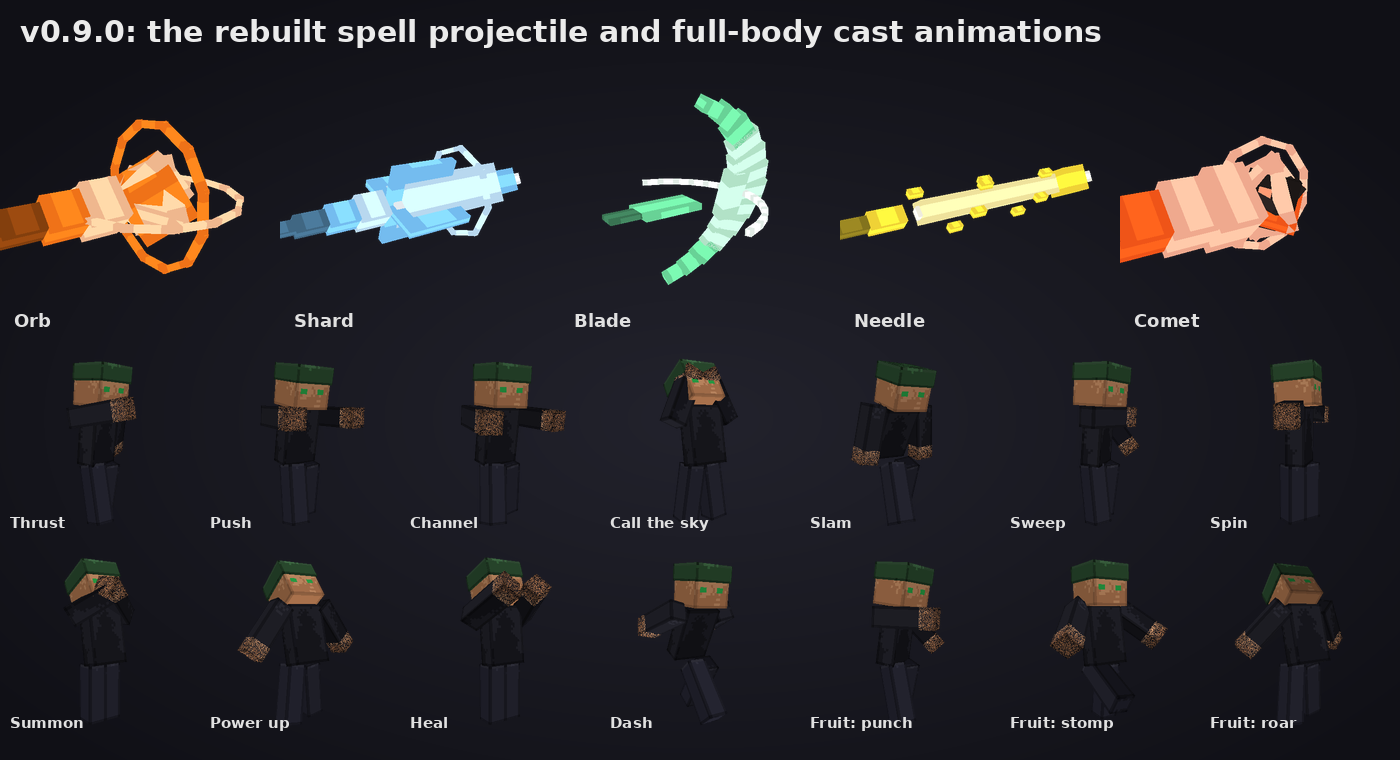 v0.9.0: the rebuilt spell projectile and full-body cast animations
Orb
Shard
Blade
Needle
Comet
Thrust
Push
Channel
Call the sky
Slam
Sweep
Spin
Summon
Power up
Heal
Dash
Fruit: punch
Fruit: stomp
Fruit: roar